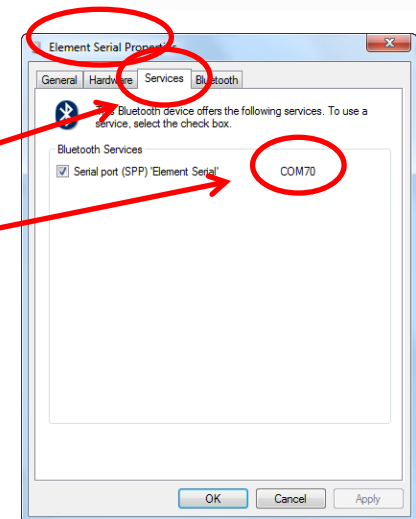 Element Serial Properties
General Hardware Services Bluetooth
This Bluetooth device offers the following services. To use a
service, select the check box.
Bluetooth Services
Serial port (SPP) 'Element Serial' COM70
OK Cancel Apply